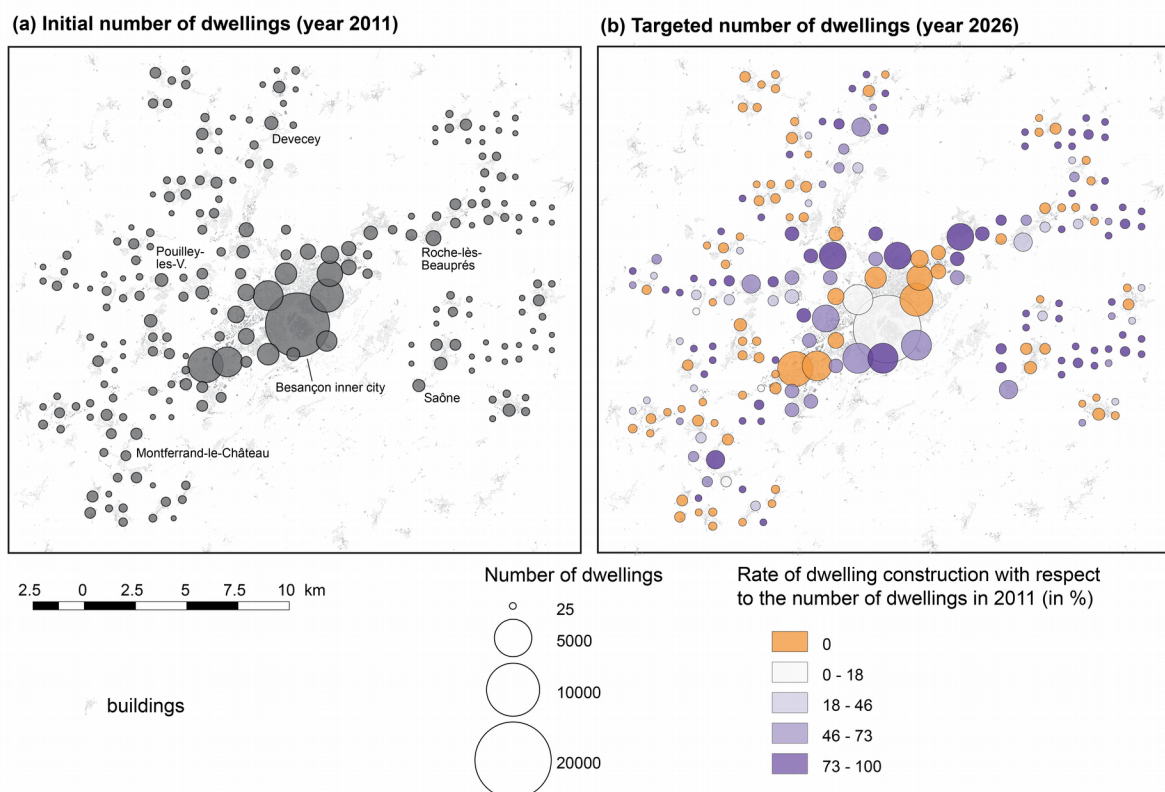 (a) Initial number of dwellings (year 2011)
(b) Targeted number of dwellings (year 2026)
Devecey
Pouilley-
les-V.
Roche-lès-
Beauprés
Besançon inner city
Saône
Montferrand-le-Château
2.5 0 2.5 5 7.5 10 km
buildings
Number of dwellings
25
5000
10000
20000
Rate of dwelling construction with respect
to the number of dwellings in 2011 (in %)
0
0 - 18
18 - 46
46 - 73
73 - 100